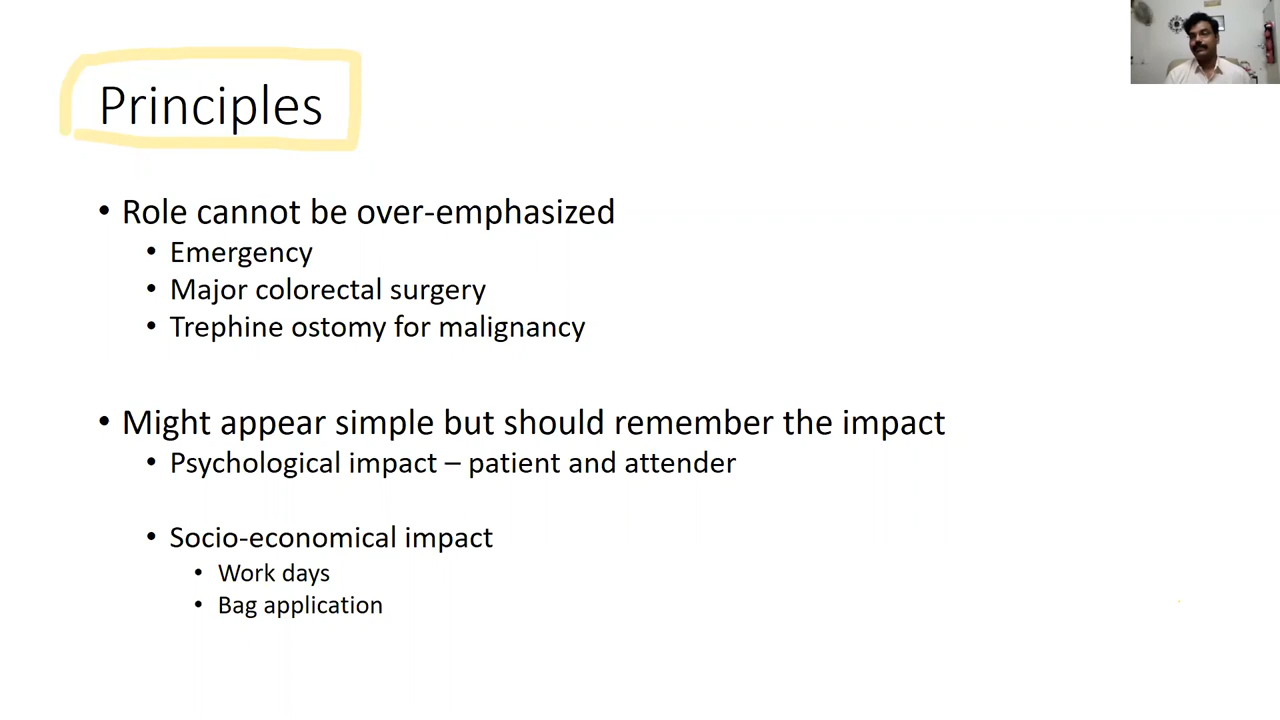 Principles
• Role cannot be over-emphasized
• Emergency
• Major colorectal surgery
• Trephine ostomy for malignancy
• Might appear simple but should remember the impact
• Psychological impact – patient and attender
• Socio-economical impact
• Work days
• Bag application